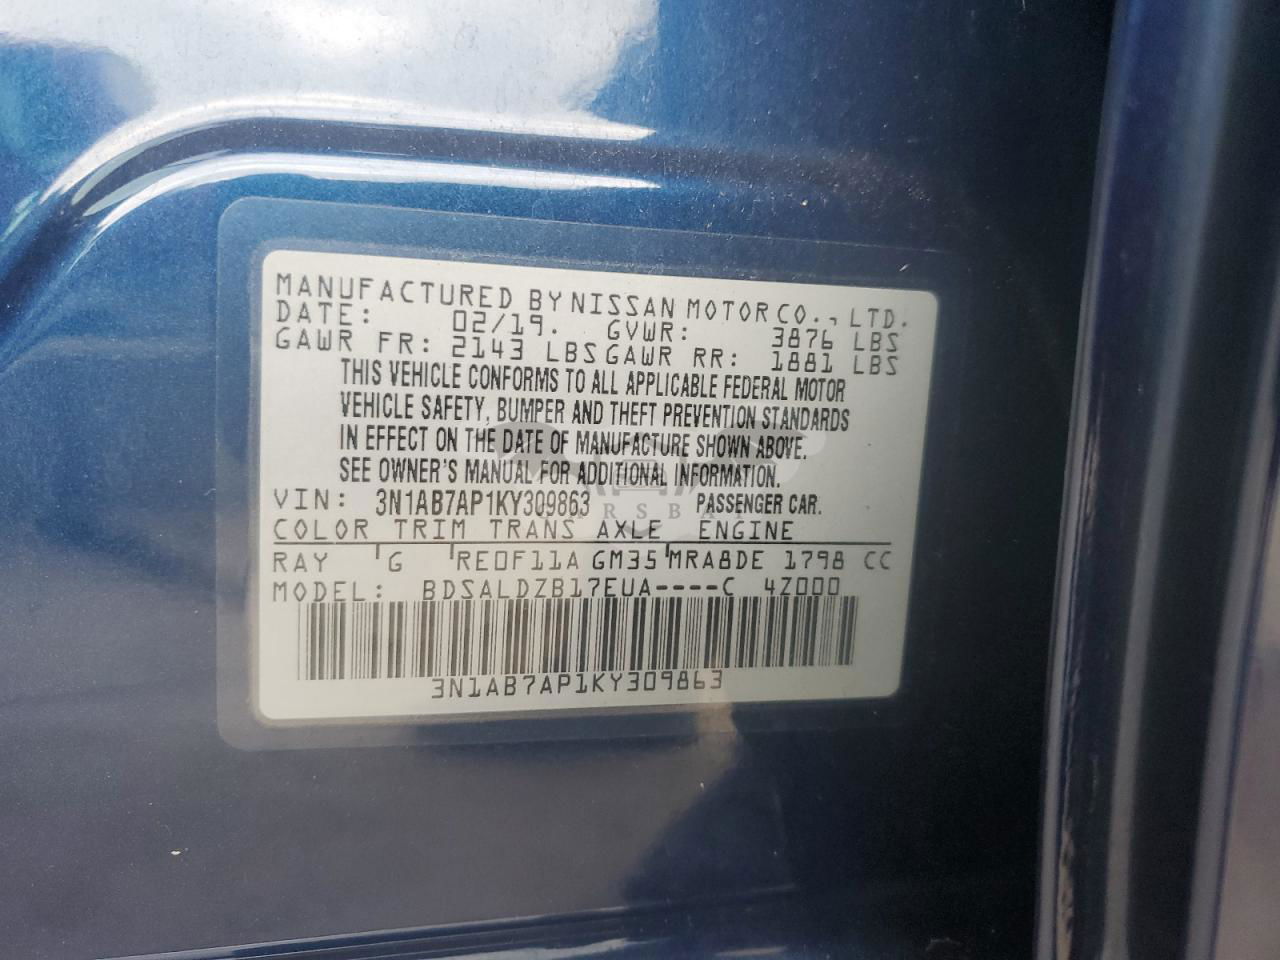 MANUFACTURED BY NISSAN MOTOR CO., LTD.
DATE: 02/19. GVWR: 3876 LBS
GAWR FR: 2143 LBS GAWR RR: 1881 LBS
THIS VEHICLE CONFORMS TO ALL APPLICABLE FEDERAL MOTOR
VEHICLE SAFETY, BUMPER AND THEFT PREVENTION STANDARDS
IN EFFECT ON THE DATE OF MANUFACTURE SHOWN ABOVE.
SEE OWNER'S MANUAL FOR ADDITIONAL INFORMATION.
VIN: 3N1AB7AP1KY309863 PASSENGER CAR.
COLOR TRIM TRANS AXLE ENGINE
RAY G RE0F11A GM35 MRA8DE 1798 CC
MODEL: BDSALDZB17EUA----C 4Z000
3N1AB7AP1KY309863